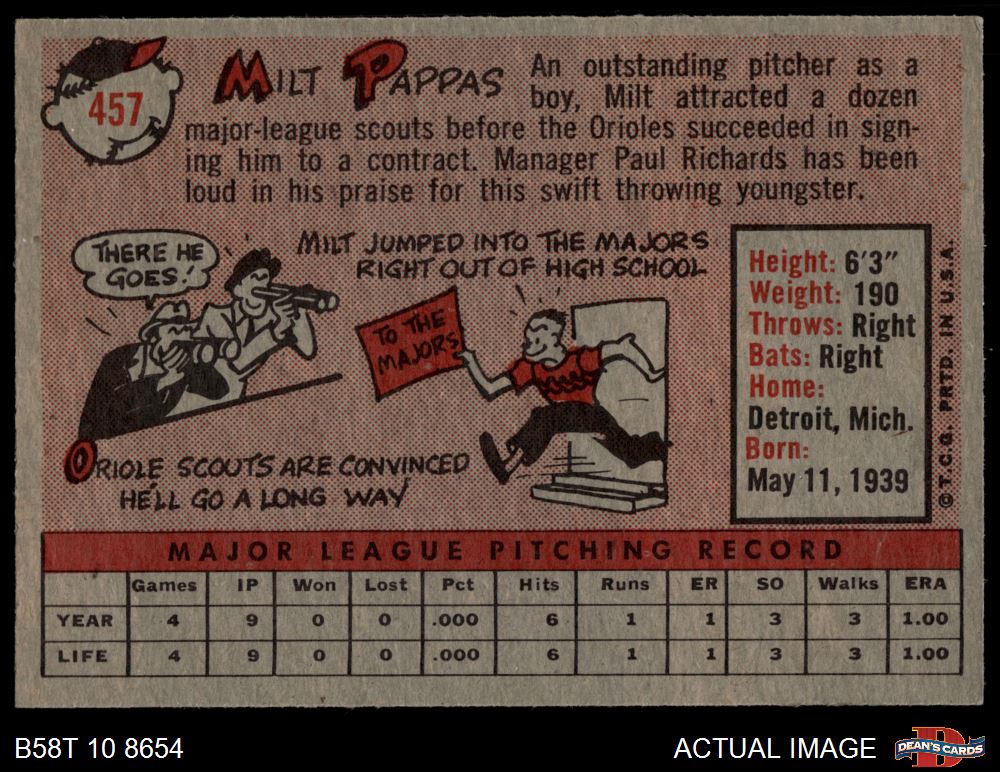 457
MILT PAPPAS
An outstanding pitcher as a
boy, Milt attracted a dozen
major-league scouts before the Orioles succeeded in sign-
ing him to a contract. Manager Paul Richards has been
loud in his praise for this swift throwing youngster.
THERE HE
GOES!
MILT JUMPED INTO THE MAJORS
RIGHT OUT OF HIGH SCHOOL
TO THE
MAJORS
ORIOLE SCOUTS ARE CONVINCED
HE'LL GO A LONG WAY
Height: 6'3"
Weight: 190
Throws: Right
Bats: Right
Home:
Detroit, Mich.
Born:
May 11, 1939
© T.C.G. PRTD. IN U.S.A.
MAJOR LEAGUE PITCHING RECORD
Games IP Won Lost Pct Hits Runs ER SO Walks ERA
YEAR 4 9 0 0 .000 6 1 1 3 3 1.00
LIFE 4 9 0 0 .000 6 1 1 3 3 1.00
B58T 10 8654
ACTUAL IMAGE
D
DEAN'S CARDS